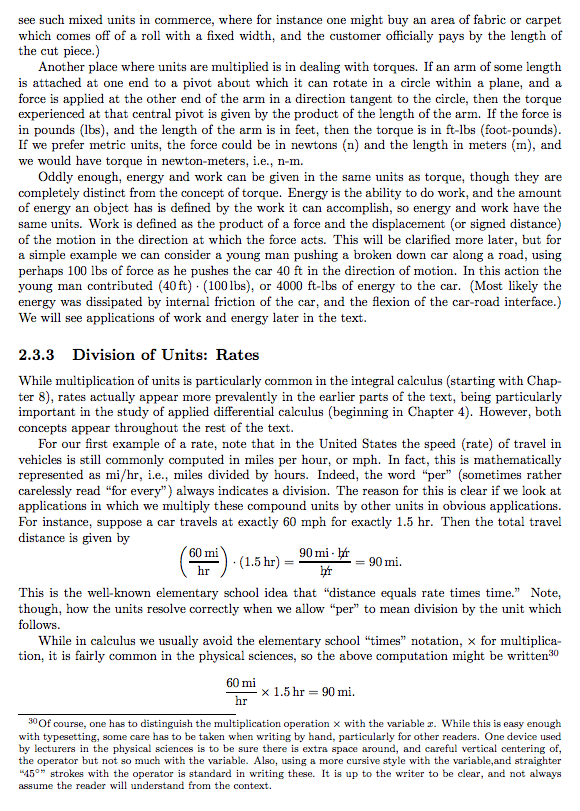 see such mixed units in commerce, where for instance one might buy an area of fabric or carpet
which comes off of a roll with a fixed width, and the customer officially pays by the length of
the cut piece.)
Another place where units are multiplied is in dealing with torques. If an arm of some length
is attached at one end to a pivot about which it can rotate in a circle within a plane, and a
force is applied at the other end of the arm in a direction tangent to the circle, then the torque
experienced at that central pivot is given by the product of the length of the arm. If the force is
in pounds (lbs), and the length of the arm is in feet, then the torque is in ft-lbs (foot-pounds).
If we prefer metric units, the force could be in newtons (n) and the length in meters (m), and
we would have torque in newton-meters, i.e., n-m.
Oddly enough, energy and work can be given in the same units as torque, though they are
completely distinct from the concept of torque. Energy is the ability to do work, and the amount
of energy an object has is defined by the work it can accomplish, so energy and work have the
same units. Work is defined as the product of a force and the displacement (or signed distance)
of the motion in the direction at which the force acts. This will be clarified more later, but for
a simple example we can consider a young man pushing a broken down car along a road, using
perhaps 100 lbs of force as he pushes the car 40 ft in the direction of motion. In this action the
young man contributed (40 ft) · (100 lbs), or 4000 ft-lbs of energy to the car. (Most likely the
energy was dissipated by internal friction of the car, and the flexion of the car-road interface.)
We will see applications of work and energy later in the text.
2.3.3 Division of Units: Rates
While multiplication of units is particularly common in the integral calculus (starting with Chap-
ter 8), rates actually appear more prevalently in the earlier parts of the text, being particularly
important in the study of applied differential calculus (beginning in Chapter 4). However, both
concepts appear throughout the rest of the text.
For our first example of a rate, note that in the United States the speed (rate) of travel in
vehicles is still commonly computed in miles per hour, or mph. In fact, this is mathematically
represented as mi/hr, i.e., miles divided by hours. Indeed, the word “per” (sometimes rather
carelessly read “for every”) always indicates a division. The reason for this is clear if we look at
applications in which we multiply these compound units by other units in obvious applications.
For instance, suppose a car travels at exactly 60 mph for exactly 1.5 hr. Then the total travel
distance is given by
(60 mi/hr) · (1.5 hr) = 90 mi · hr/hr = 90 mi.
This is the well-known elementary school idea that “distance equals rate times time.” Note,
though, how the units resolve correctly when we allow “per” to mean division by the unit which
follows.
While in calculus we usually avoid the elementary school “times” notation, × for multiplica-
tion, it is fairly common in the physical sciences, so the above computation might be written³⁰
60 mi/hr × 1.5 hr = 90 mi.
³⁰Of course, one has to distinguish the multiplication operation × with the variable x. While this is easy enough
with typesetting, some care has to be taken when writing by hand, particularly for other readers. One device used
by lecturers in the physical sciences is to be sure there is extra space around, and careful vertical centering of,
the operator but not so much with the variable. Also, using a more cursive style with the variable,and straighter
“45°” strokes with the operator is standard in writing these. It is up to the writer to be clear, and not always
assume the reader will understand from the context.